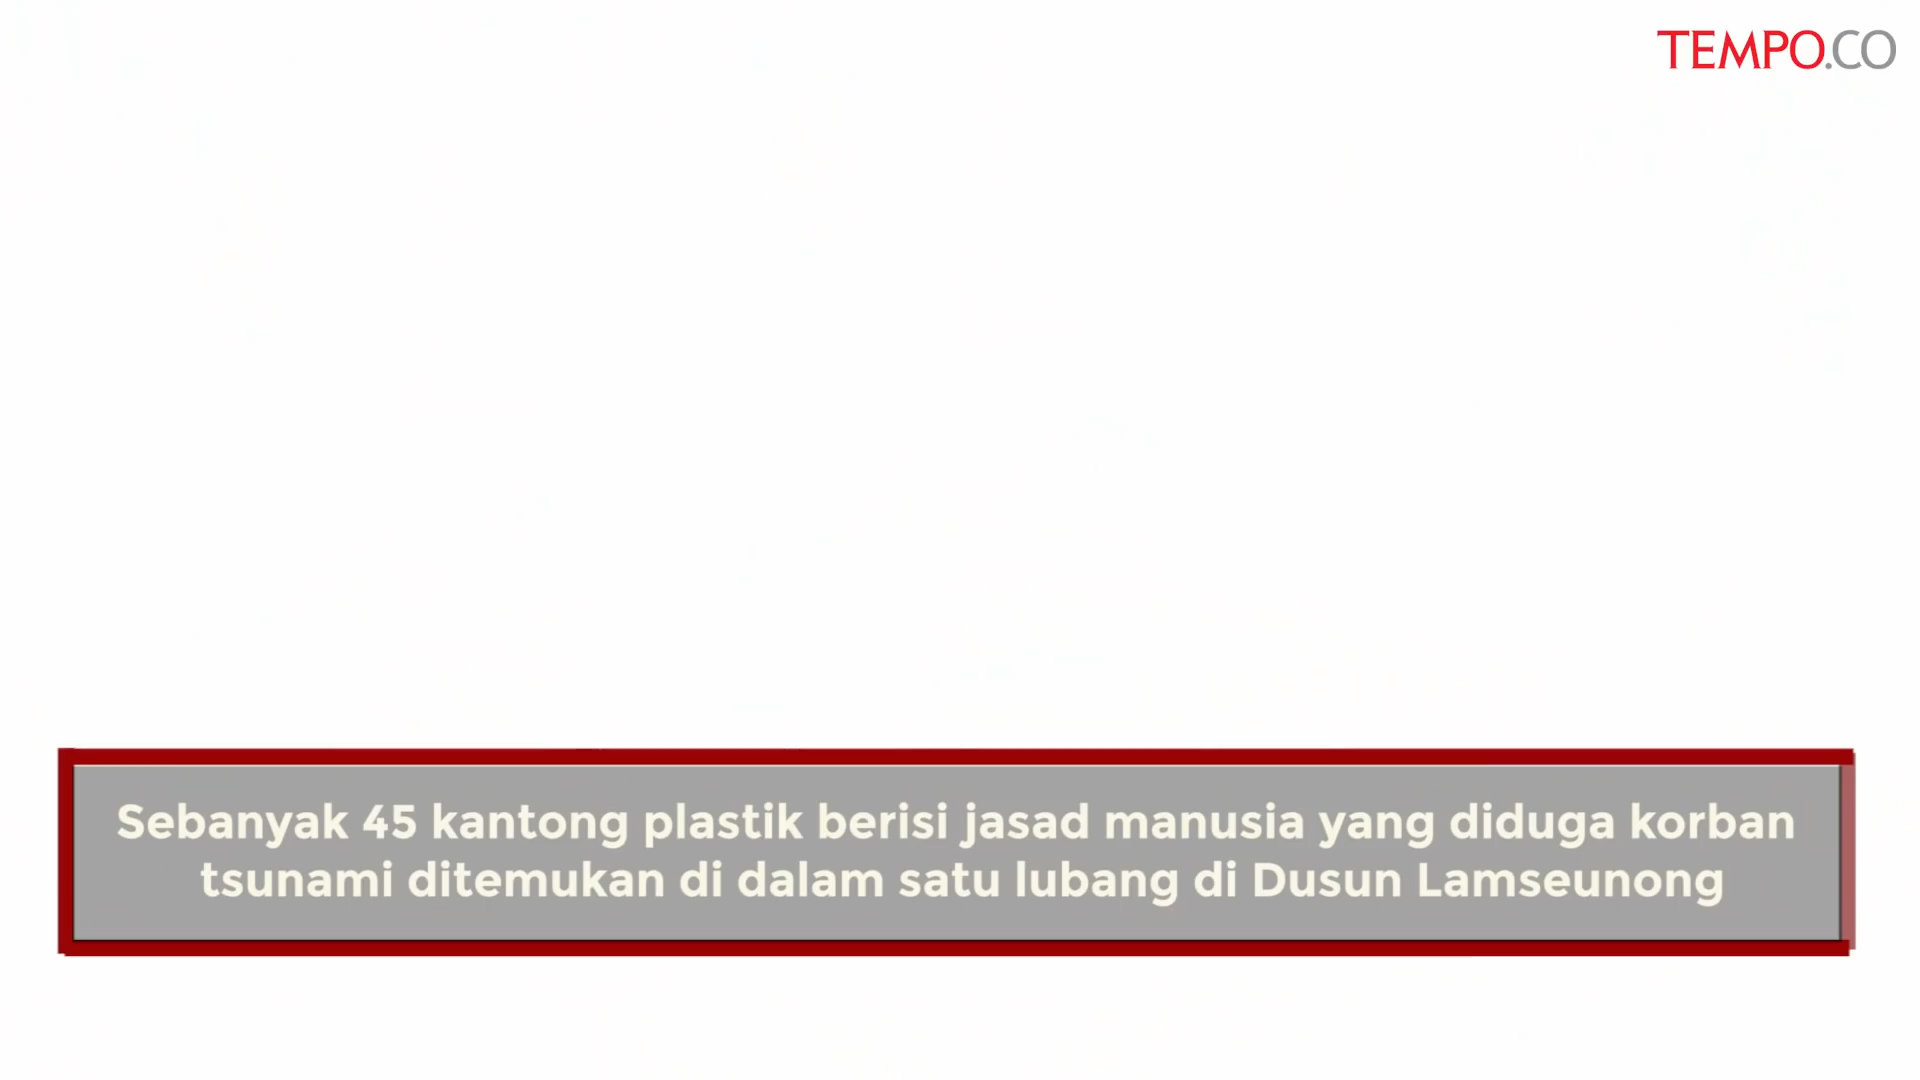 TEMPO.CO
Sebanyak 45 kantong plastik berisi jasad manusia yang diduga korban
tsunami ditemukan di dalam satu lubang di Dusun Lamseunong